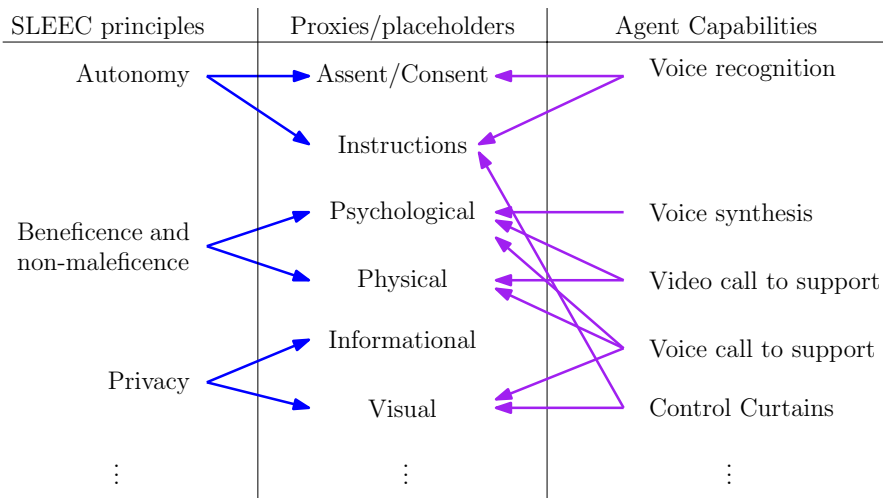 SLEEC principles
Proxies/placeholders
Agent Capabilities
Autonomy
Assent/Consent
Voice recognition
Instructions
Beneficence and
non-maleficence
Psychological
Voice synthesis
Physical
Video call to support
Informational
Voice call to support
Privacy
Visual
Control Curtains
⋮
⋮
⋮